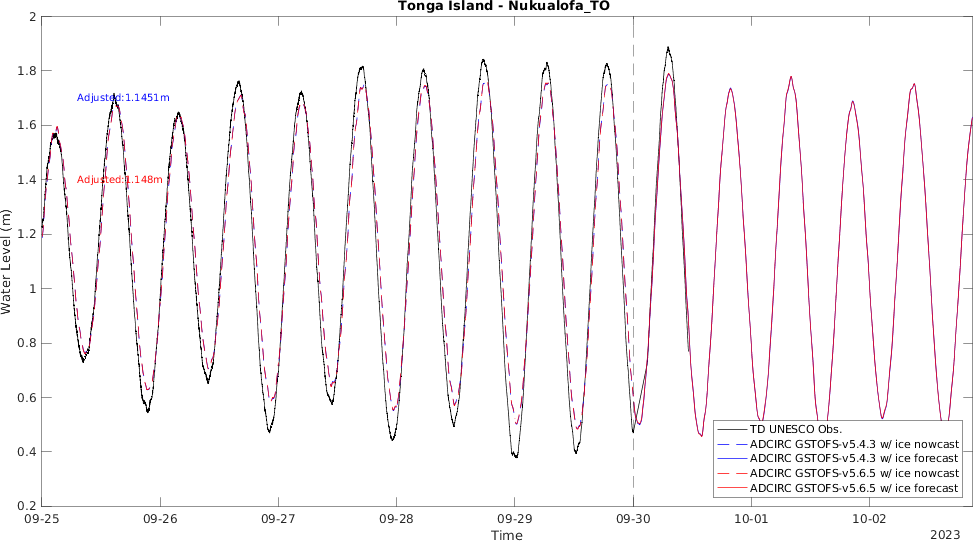 Tonga Island - Nukualofa_TO
2
1.8
1.6
1.4
1.2
1
0.8
0.6
0.4
0.2
Water Level (m)
Adjusted:1.1451m
Adjusted:1.148m
TD UNESCO Obs.
ADCIRC GSTOFS-v5.4.3 w/ ice nowcast
ADCIRC GSTOFS-v5.4.3 w/ ice forecast
ADCIRC GSTOFS-v5.6.5 w/ ice nowcast
ADCIRC GSTOFS-v5.6.5 w/ ice forecast
09-25 09-26 09-27 09-28 09-29 09-30 10-01 10-02
Time
2023